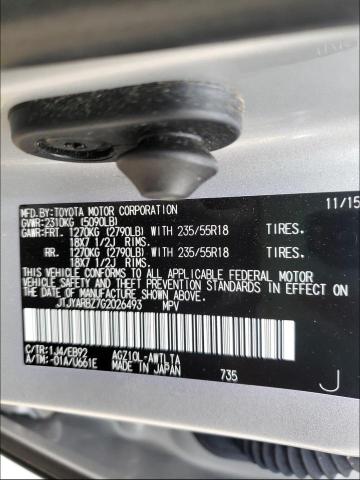 MFD.BY:TOYOTA MOTOR CORPORATION 11/15
GVWR:2310KG (5090LB)
GAWR:FRT. 1270KG (2790LB) WITH 235/55R18 TIRES.
18X7 1/2J RIMS.
RR. 1270KG (2790LB) WITH 235/55R18 TIRES.
18X7 1/2J RIMS.
THIS VEHICLE CONFORMS TO ALL APPLICABLE FEDERAL MOTOR
VEHICLE SAFETY AND THEFT PREVENTION STANDARDS IN
EFFECT ON THE DATE OF MANUFACTURE SHOWN ABOVE.
JTJYARBZ7G2026493 MPV
C/TR:1J4/EB92 AGZ10L-AWTLTA
A/TM:-01A/U661E MADE IN JAPAN 735
J